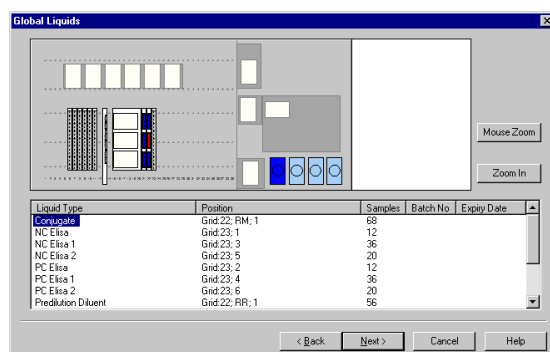 Global Liquids
Mouse Zoom
Zoom In
Liquid Type Position Samples Batch No Expiry Date
Conjugate Grid:22; RM; 1 68
NC Elisa Grid:23; 1 12
NC Elisa 1 Grid:23; 3 36
NC Elisa 2 Grid:23; 5 20
PC Elisa Grid:23; 2 12
PC Elisa 1 Grid:23; 4 36
PC Elisa 2 Grid:23; 6 20
Predilution Diluent Grid:22; RR; 1 56
< Back Next > Cancel Help